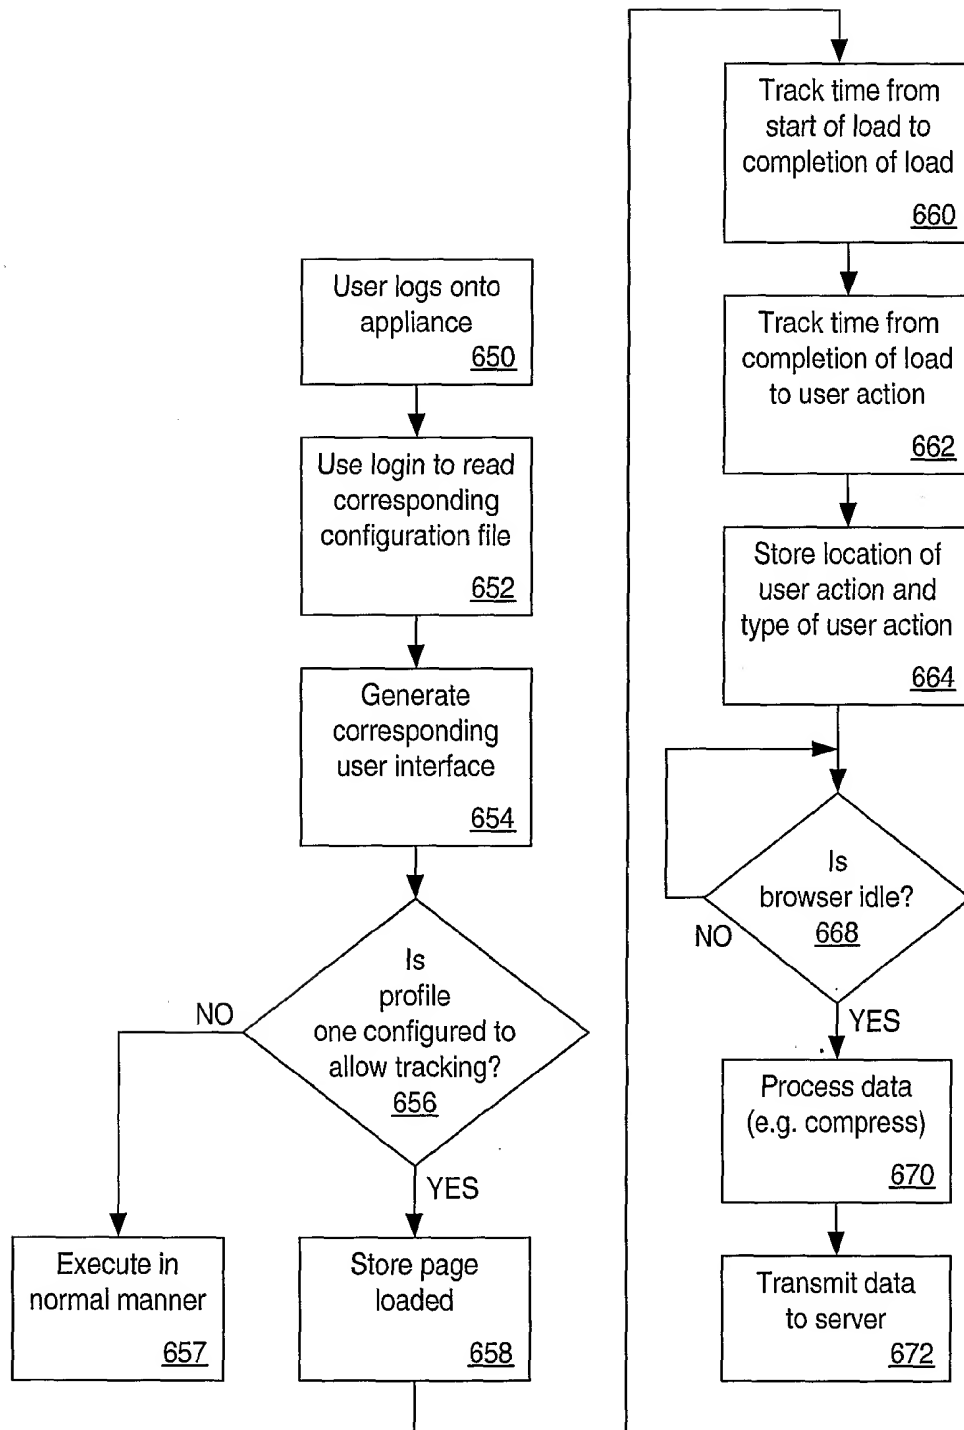 User logs onto
appliance
650
Use login to read
corresponding
configuration file
652
Generate
corresponding
user interface
654
Is
profile
one configured to
allow tracking?
656
NO
YES
Execute in
normal manner
657
Store page
loaded
658
Track time from
start of load to
completion of load
660
Track time from
completion of load
to user action
662
Store location of
user action and
type of user action
664
Is
browser idle?
668
NO
YES
Process data
(e.g. compress)
670
Transmit data
to server
672